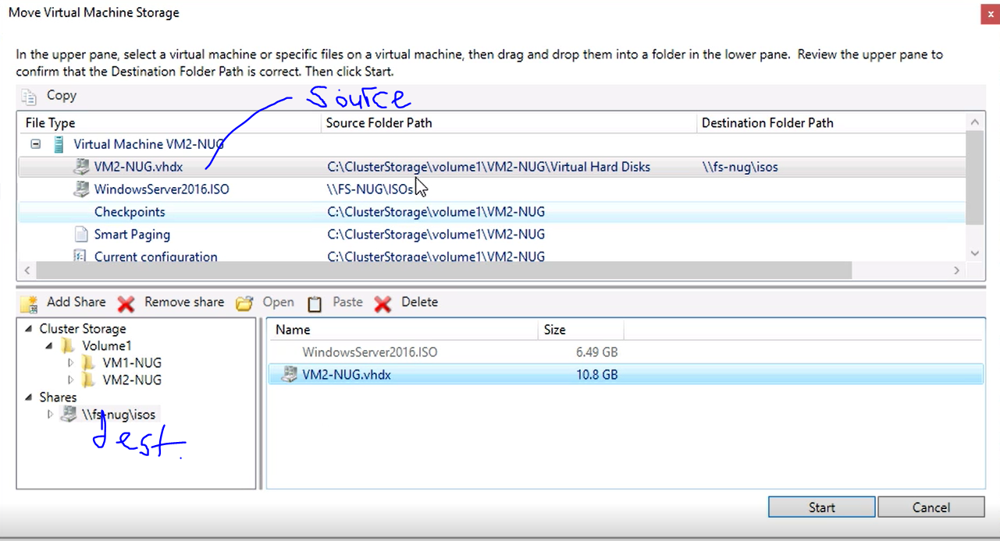 Move Virtual Machine Storage
x
In the upper pane, select a virtual machine or specific files on a virtual machine, then drag and drop them into a folder in the lower pane. Review the upper pane to
confirm that the Destination Folder Path is correct. Then click Start.
Copy
Source
File Type Source Folder Path Destination Folder Path
Virtual Machine VM2-NUG
VM2-NUG.vhdx C:\ClusterStorage\volume1\VM2-NUG\Virtual Hard Disks \\fs-nug\isos
WindowsServer2016.ISO \\FS-NUG\ISOs
Checkpoints C:\ClusterStorage\volume1\VM2-NUG
Smart Paging C:\ClusterStorage\volume1\VM2-NUG
Current configuration C:\ClusterStorage\volume1\VM2-NUG
Add Share Remove share Open Paste Delete
Cluster Storage
Volume1
VM1-NUG
VM2-NUG
Shares
\\fs-nug\isos
dest.
Name Size
WindowsServer2016.ISO 6.49 GB
VM2-NUG.vhdx 10.8 GB
Start Cancel